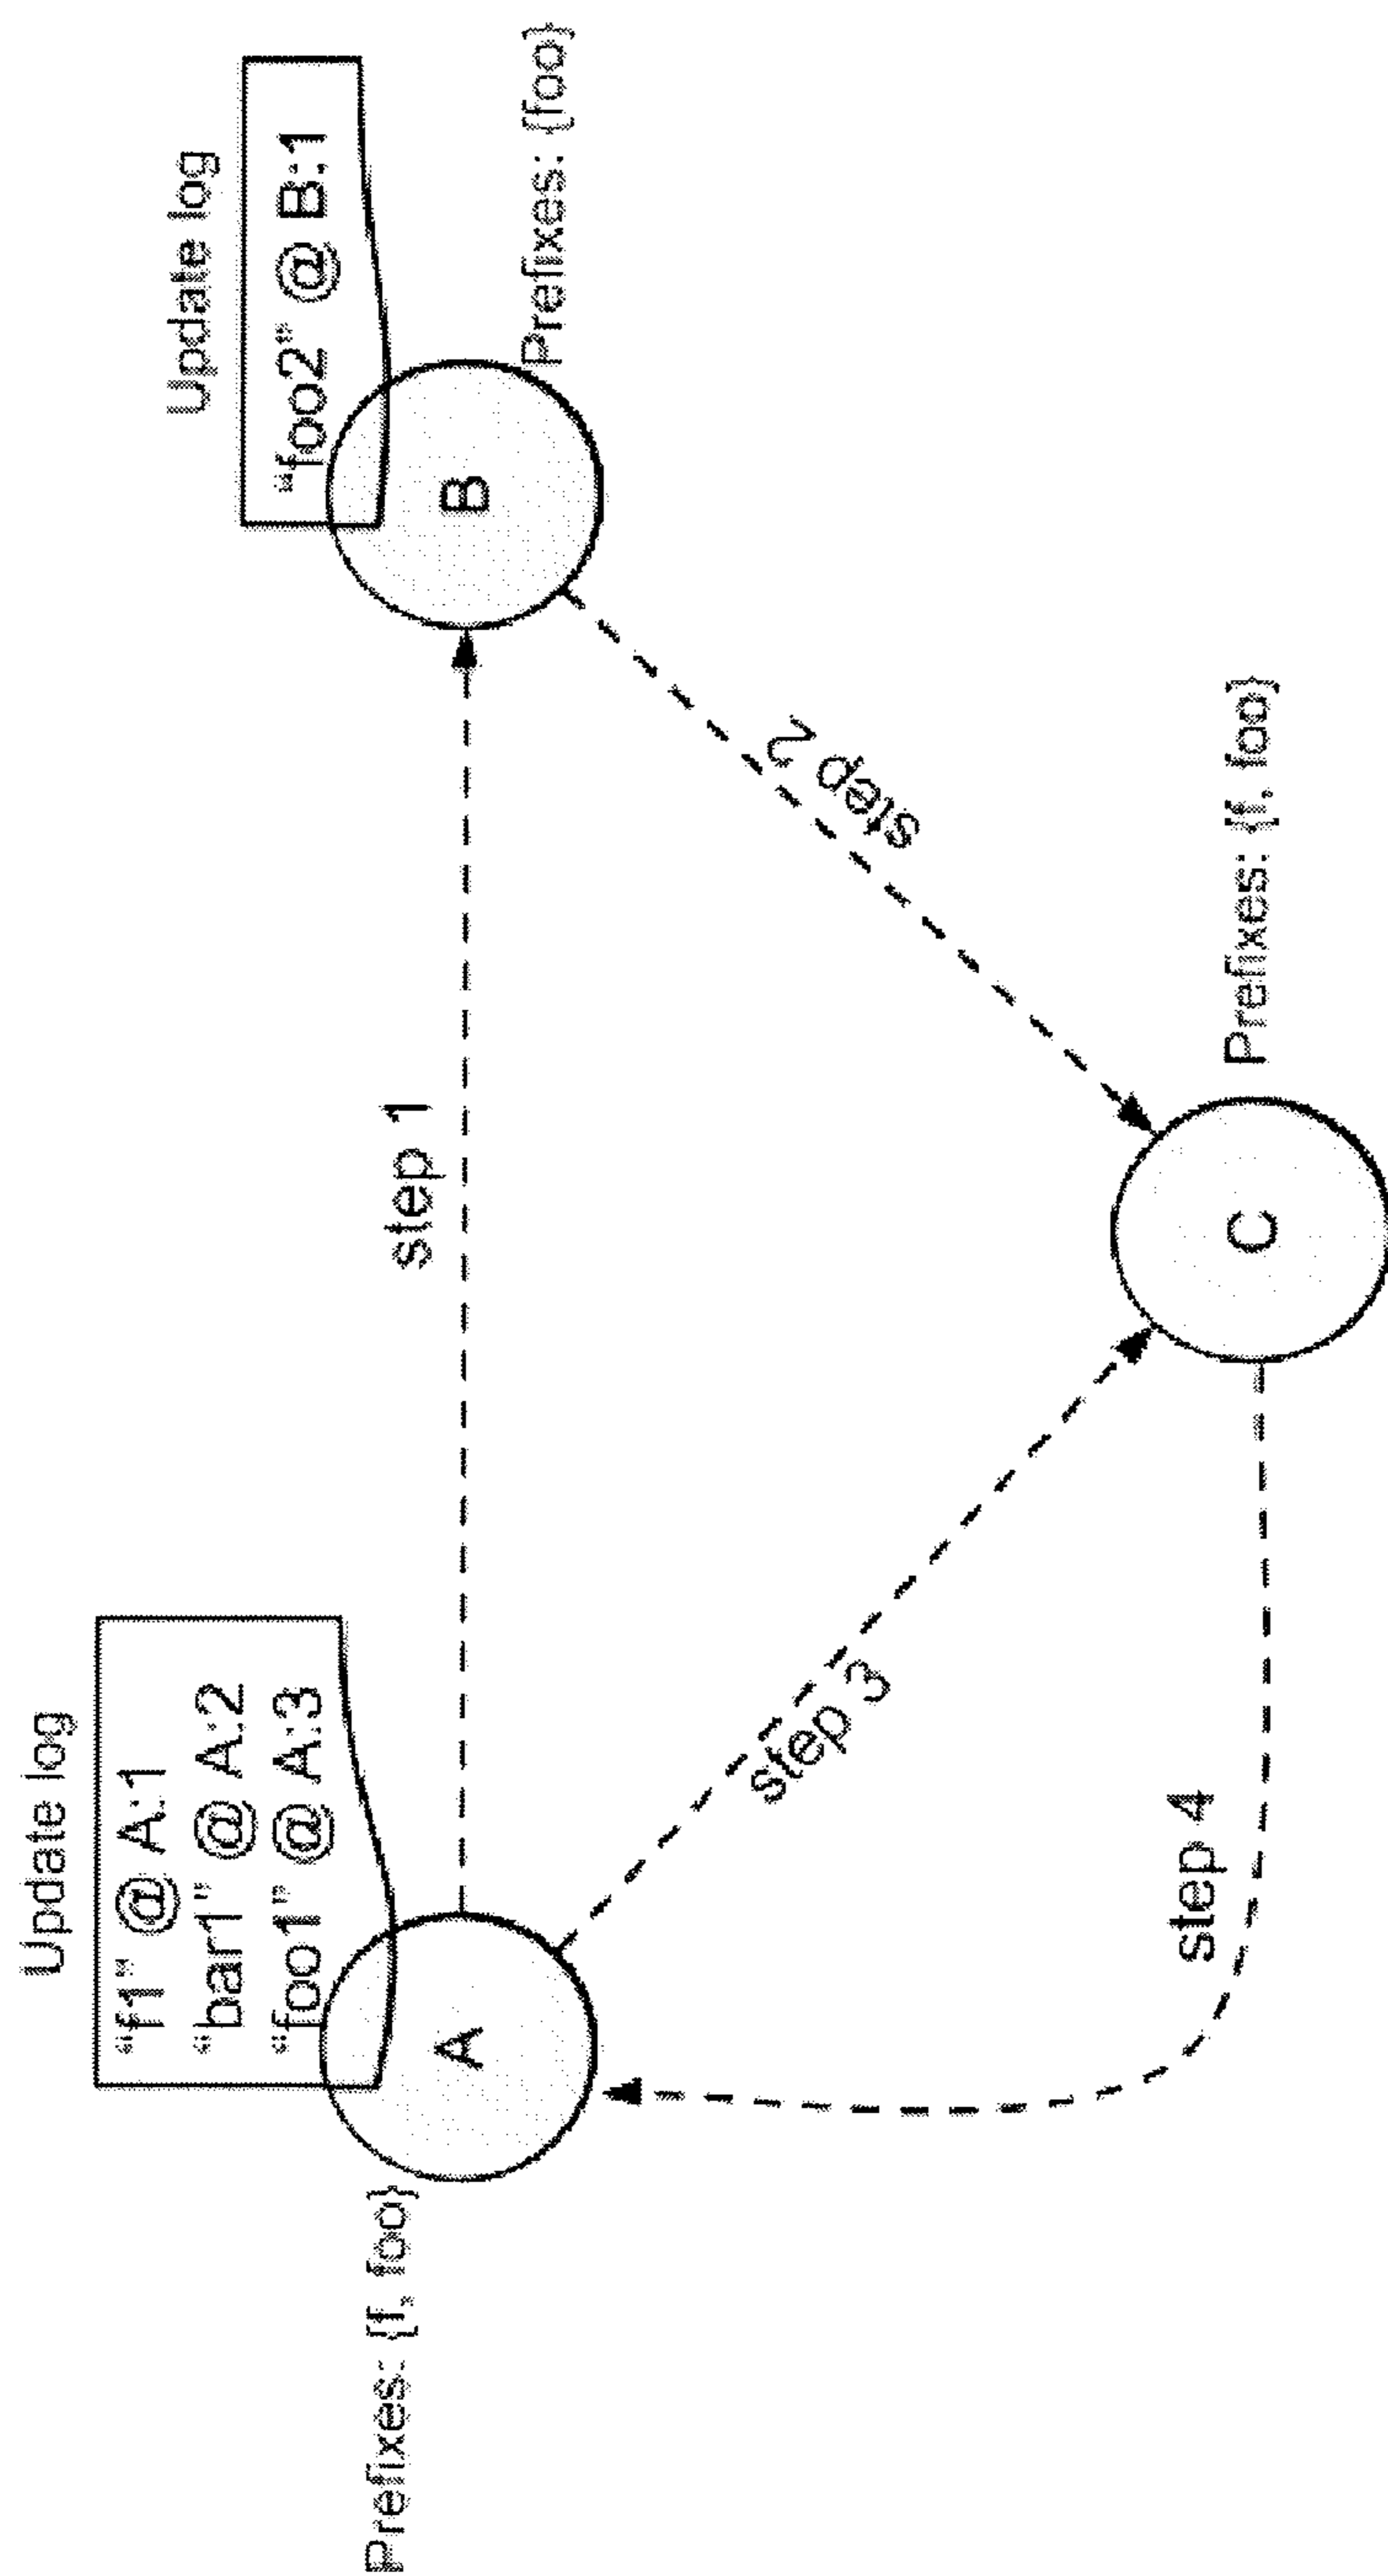 Update log
“f1” @ A:1
“bar1” @ A:2
“foo1” @ A:3
Update log
“foo2” @ B:1
Prefixes: {f, foo}
A
step 1
B
Prefixes: {foo}
step 3
step 2
step 4
C
Prefixes: {f, foo}